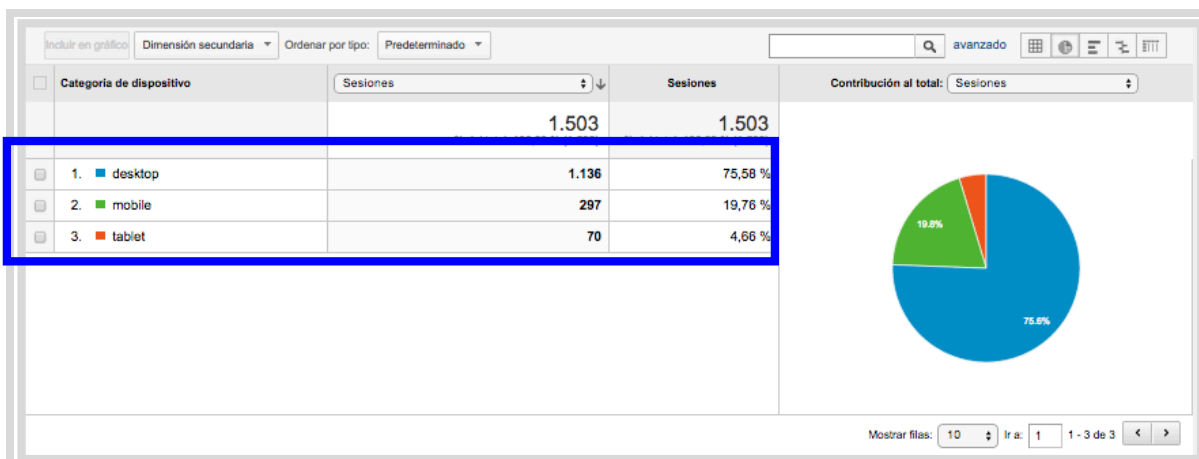 Incluir en gráfico Dimensión secundaria Ordenar por tipo: Predeterminado avanzado
Categoría de dispositivo Sesiones Sesiones Contribución al total: Sesiones
1.503 1.503
1. desktop 1.136 75,58 %
2. mobile 297 19,76 %
3. tablet 70 4,66 %
19.8%
75.6%
Mostrar filas: 10 Ir a: 1 1 - 3 de 3